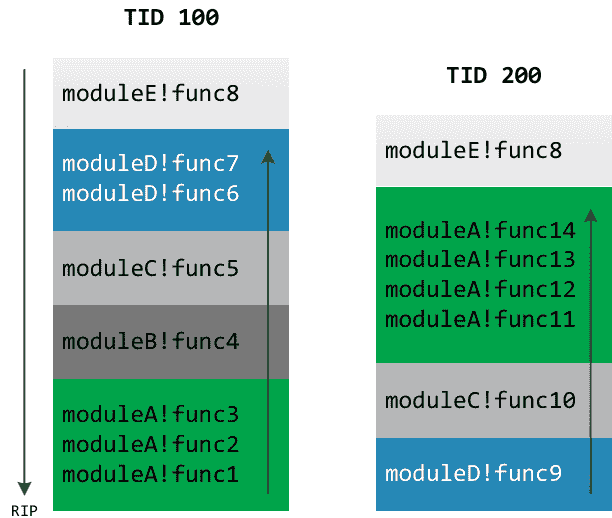 TID 100
moduleE!func8
moduleD!func7
moduleD!func6
moduleC!func5
moduleB!func4
moduleA!func3
moduleA!func2
moduleA!func1
RIP
TID 200
moduleE!func8
moduleA!func14
moduleA!func13
moduleA!func12
moduleA!func11
moduleC!func10
moduleD!func9